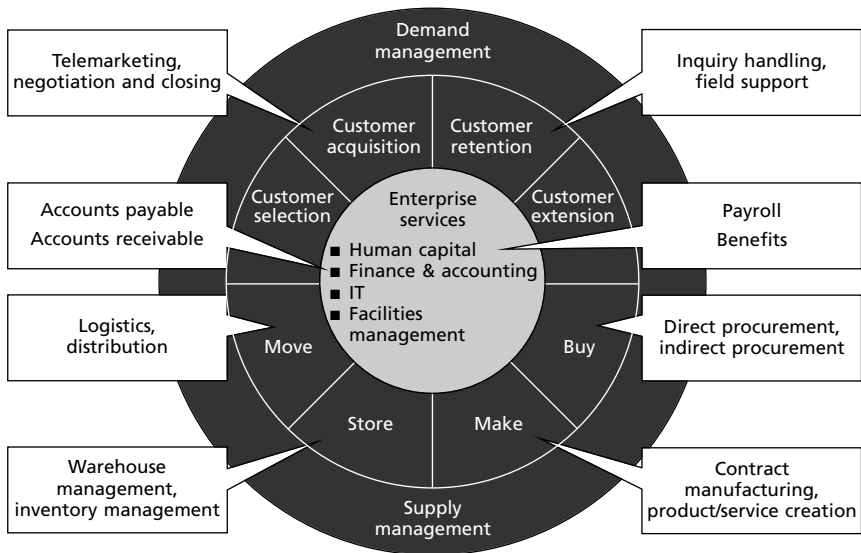 Demand
management
Telemarketing,
negotiation and closing
Inquiry handling,
field support
Customer
acquisition
Customer
retention
Customer
selection
Customer
extension
Accounts payable
Accounts receivable
Enterprise
services
■ Human capital
■ Finance & accounting
■ IT
■ Facilities
management
Payroll
Benefits
Logistics,
distribution
Move
Buy
Direct procurement,
indirect procurement
Store
Make
Warehouse
management,
inventory management
Supply
management
Contract
manufacturing,
product/service creation